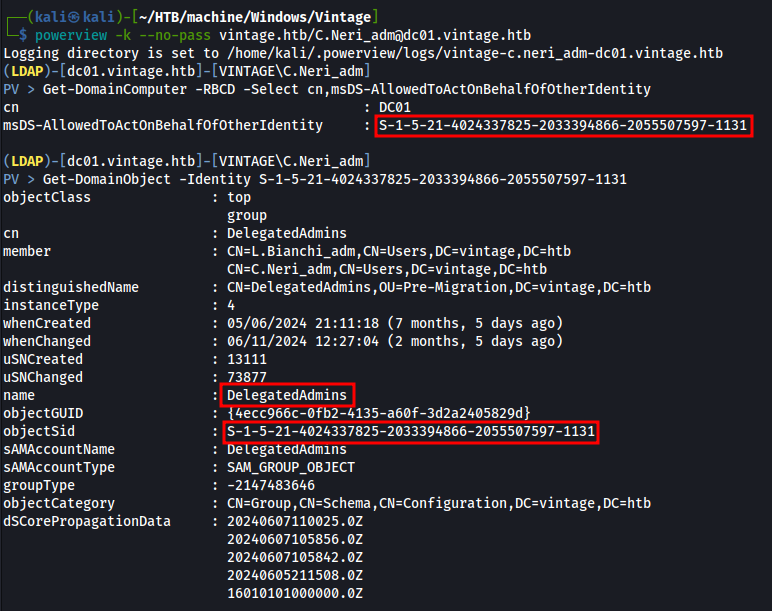 ┌──(kali㉿kali)-[~/HTB/machine/Windows/Vintage]
└─$ powerview -k --no-pass vintage.htb/C.Neri_adm@dc01.vintage.htb
Logging directory is set to /home/kali/.powerview/logs/vintage-c.neri_adm-dc01.vintage.htb
(LDAP)-[dc01.vintage.htb]-[VINTAGE\C.Neri_adm]
PV > Get-DomainComputer -RBCD -Select cn,msDS-AllowedToActOnBehalfOfOtherIdentity
cn : DC01
msDS-AllowedToActOnBehalfOfOtherIdentity : S-1-5-21-4024337825-2033394866-2055507597-1131
(LDAP)-[dc01.vintage.htb]-[VINTAGE\C.Neri_adm]
PV > Get-DomainObject -Identity S-1-5-21-4024337825-2033394866-2055507597-1131
objectClass : top
group
cn : DelegatedAdmins
member : CN=L.Bianchi_adm,CN=Users,DC=vintage,DC=htb
CN=C.Neri_adm,CN=Users,DC=vintage,DC=htb
distinguishedName : CN=DelegatedAdmins,OU=Pre-Migration,DC=vintage,DC=htb
instanceType : 4
whenCreated : 05/06/2024 21:11:18 (7 months, 5 days ago)
whenChanged : 06/11/2024 12:27:04 (2 months, 5 days ago)
uSNCreated : 13111
uSNChanged : 73877
name : DelegatedAdmins
objectGUID : {4ecc966c-0fb2-4135-a60f-3d2a2405829d}
objectSid : S-1-5-21-4024337825-2033394866-2055507597-1131
sAMAccountName : DelegatedAdmins
sAMAccountType : SAM_GROUP_OBJECT
groupType : -2147483646
objectCategory : CN=Group,CN=Schema,CN=Configuration,DC=vintage,DC=htb
dSCorePropagationData : 20240607110025.0Z
20240607105856.0Z
20240607105842.0Z
20240605211508.0Z
16010101000000.0Z